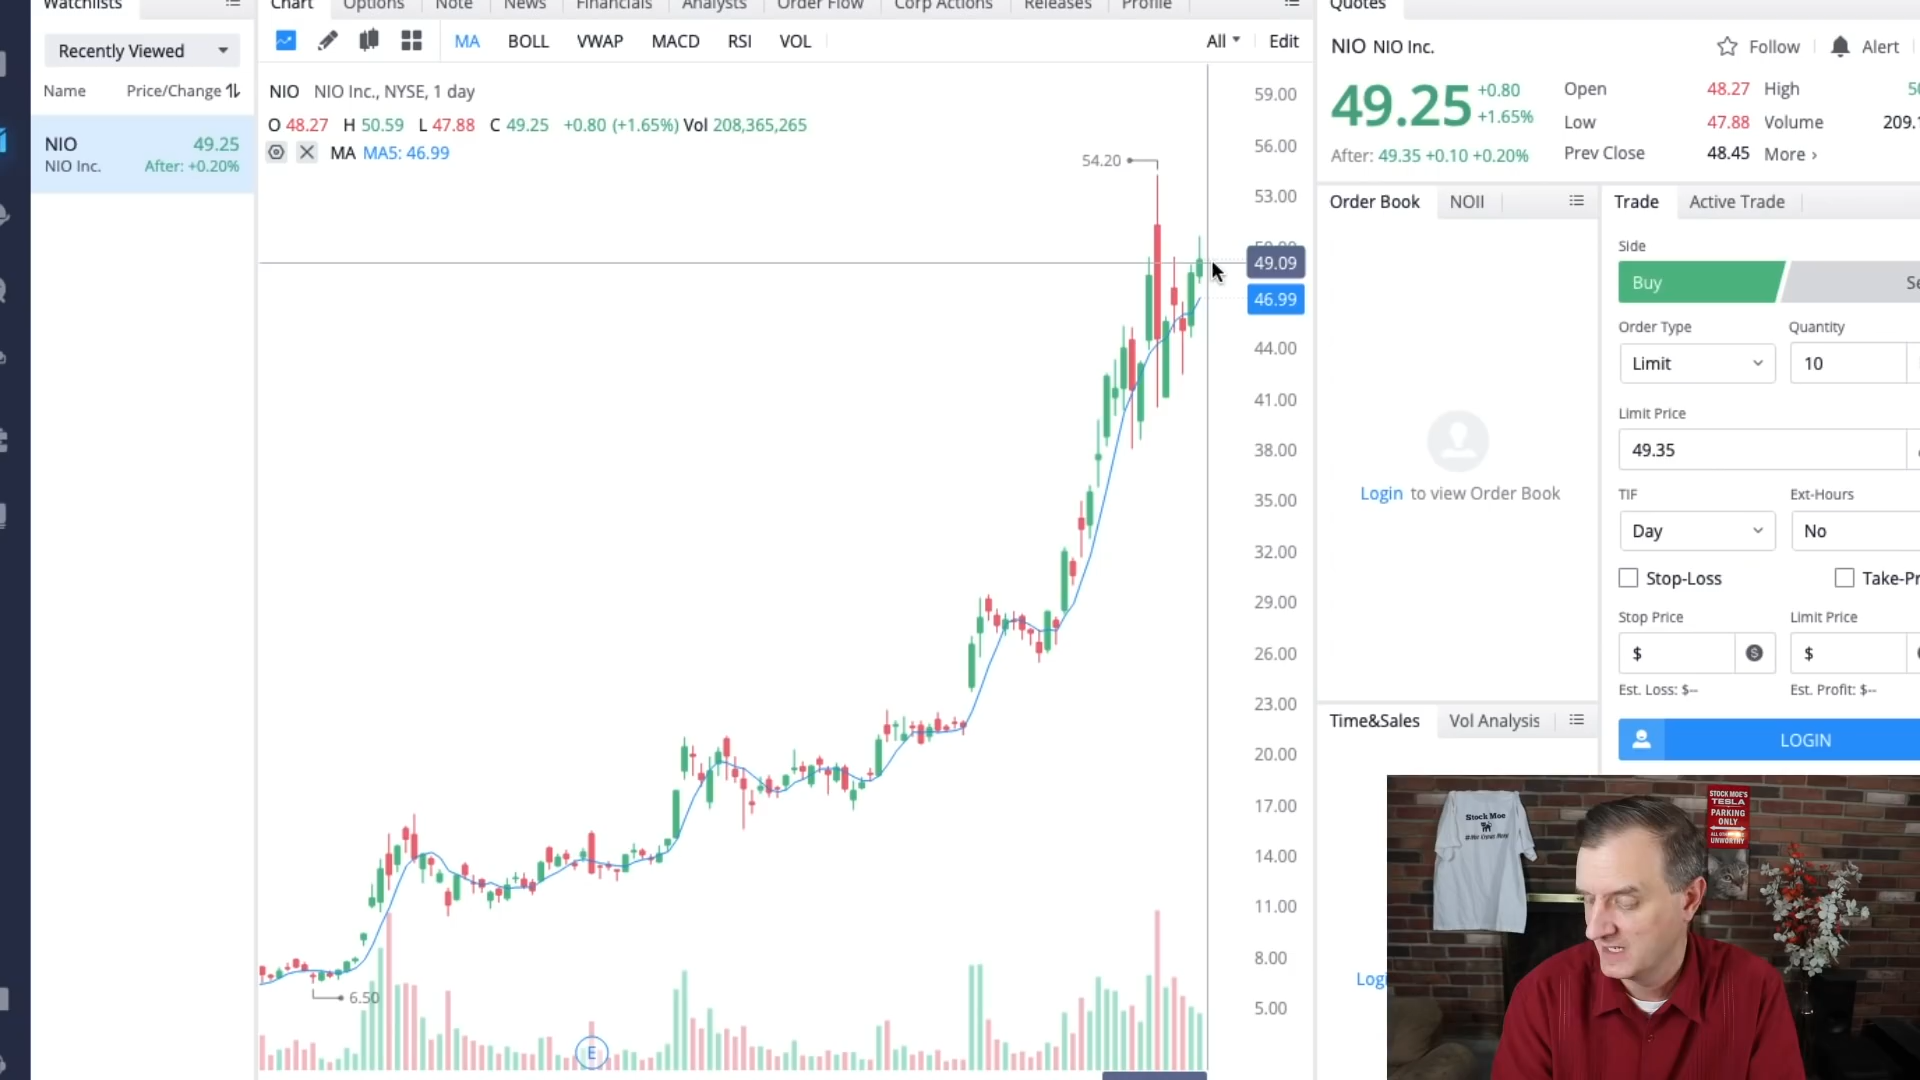 Watchlists
Chart Options Note News Financials Analysts Order Flow Corp Actions Releases Profile
Quotes
Recently Viewed
MA BOLL VWAP MACD RSI VOL
All Edit
NIO NIO Inc.
Follow Alert
Name Price/Change
NIO NIO Inc., NYSE, 1 day
O 48.27 H 50.59 L 47.88 C 49.25 +0.80 (+1.65%) Vol 208,365,265
MA MA5: 46.99
NIO 49.25
NIO Inc. After: +0.20%
49.25
+0.80
+1.65%
Open 48.27 High
Low 47.88 Volume 209.
Prev Close 48.45 More
After: 49.35 +0.10 +0.20%
54.20
6.50
E
59.00
56.00
53.00
49.09
46.99
44.00
41.00
38.00
35.00
32.00
29.00
26.00
23.00
20.00
17.00
14.00
11.00
8.00
5.00
Order Book NOII
Login to view Order Book
Time&Sales Vol Analysis
Trade Active Trade
Side
Buy
Order Type Quantity
Limit 10
Limit Price
49.35
TIF Ext-Hours
Day No
Stop-Loss
Stop Price Limit Price
$ $
Est. Loss: $-- Est. Profit: $--
LOGIN
Stock Moe
STOCK MOE'S
TESLA
PARKING
ONLY